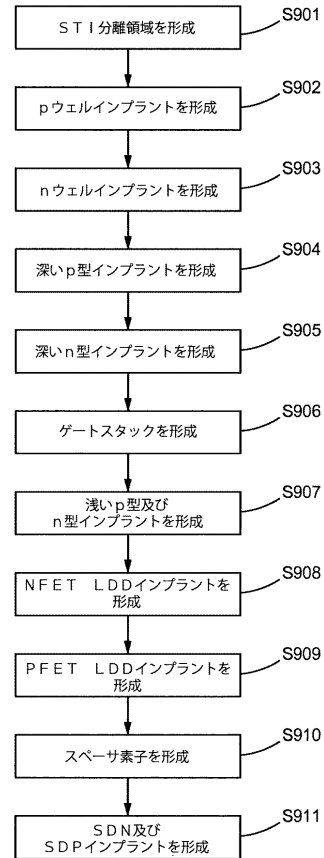 ＳＴＩ分離領域を形成
S901
ｐウェルインプラントを形成
S902
ｎウェルインプラントを形成
S903
深いｐ型インプラントを形成
S904
深いｎ型インプラントを形成
S905
ゲートスタックを形成
S906
浅いｐ型及び
ｎ型インプラントを形成
S907
ＮＦＥＴ　ＬＤＤインプラントを
形成
S908
ＰＦＥＴ　ＬＤＤインプラントを
形成
S909
スペーサ素子を形成
S910
ＳＤＮ及び
ＳＤＰインプラントを形成
S911